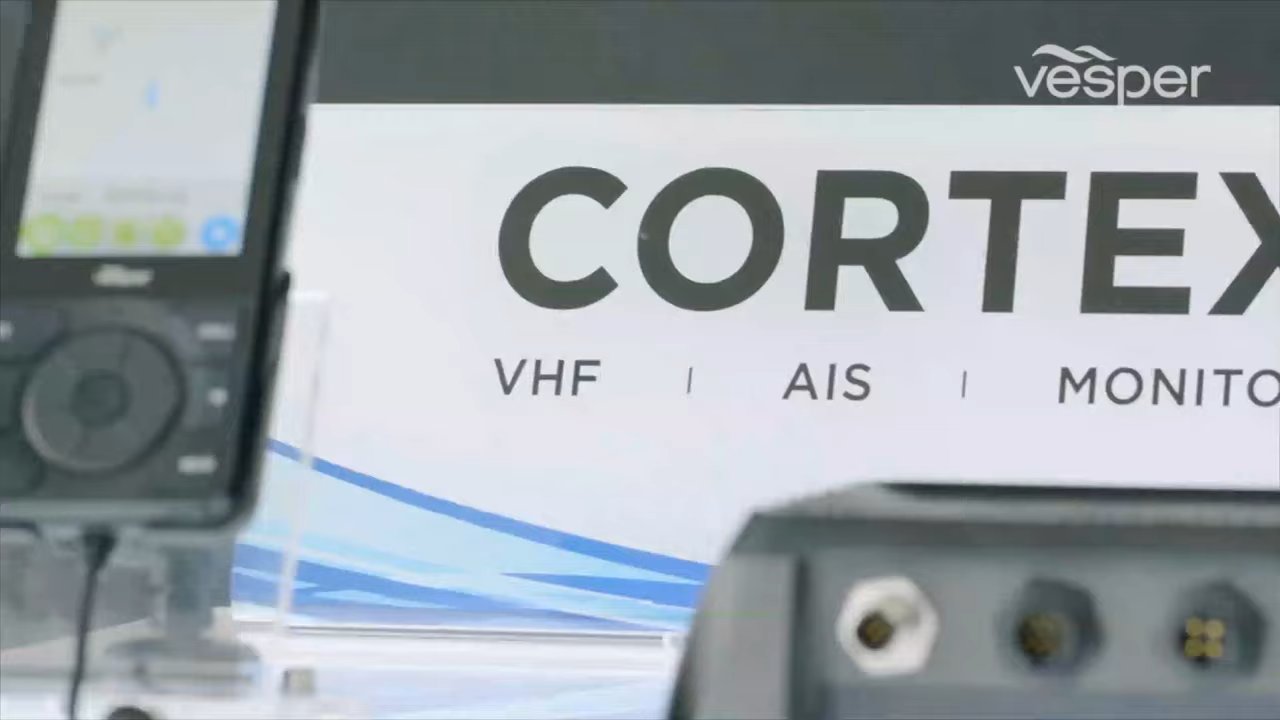 vesper
CORTEX
VHF | AIS | MONITO